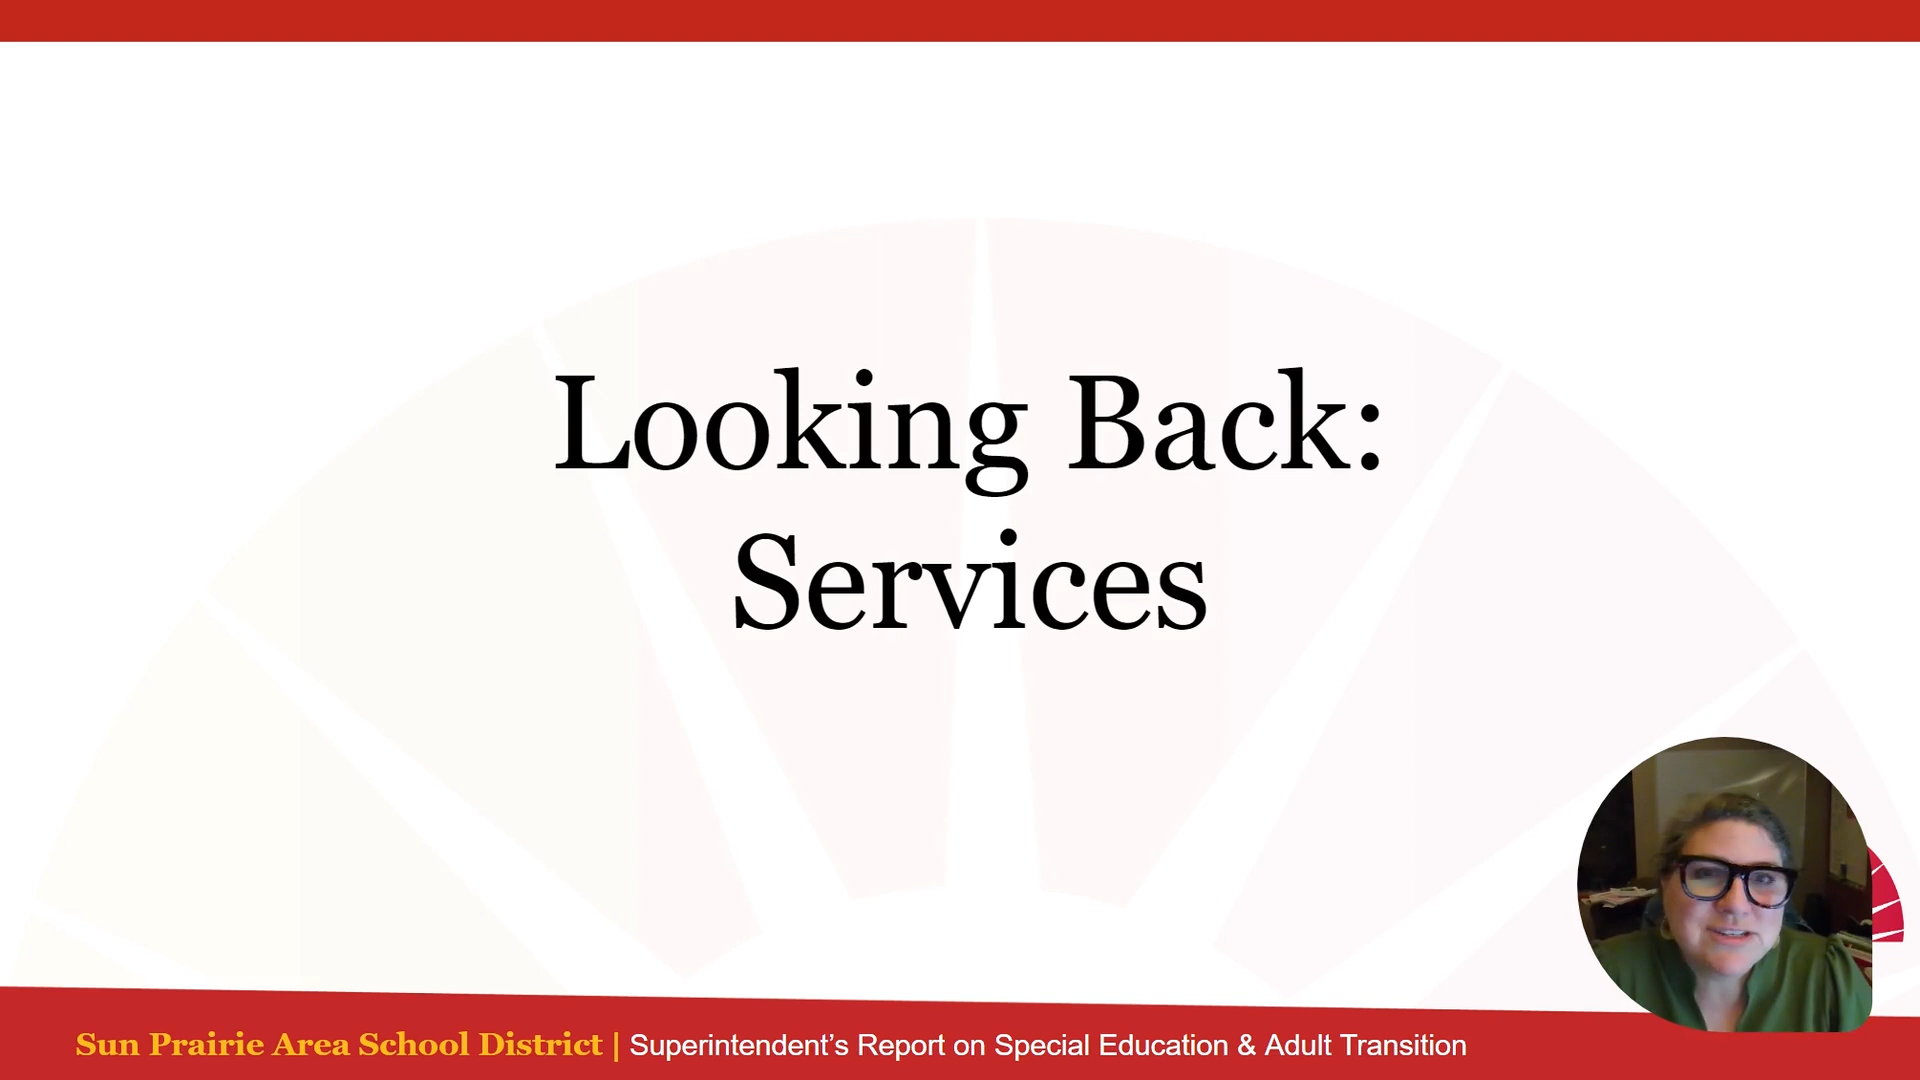 Looking Back:
Services
Sun Prairie Area School District | Superintendent’s Report on Special Education & Adult Transition